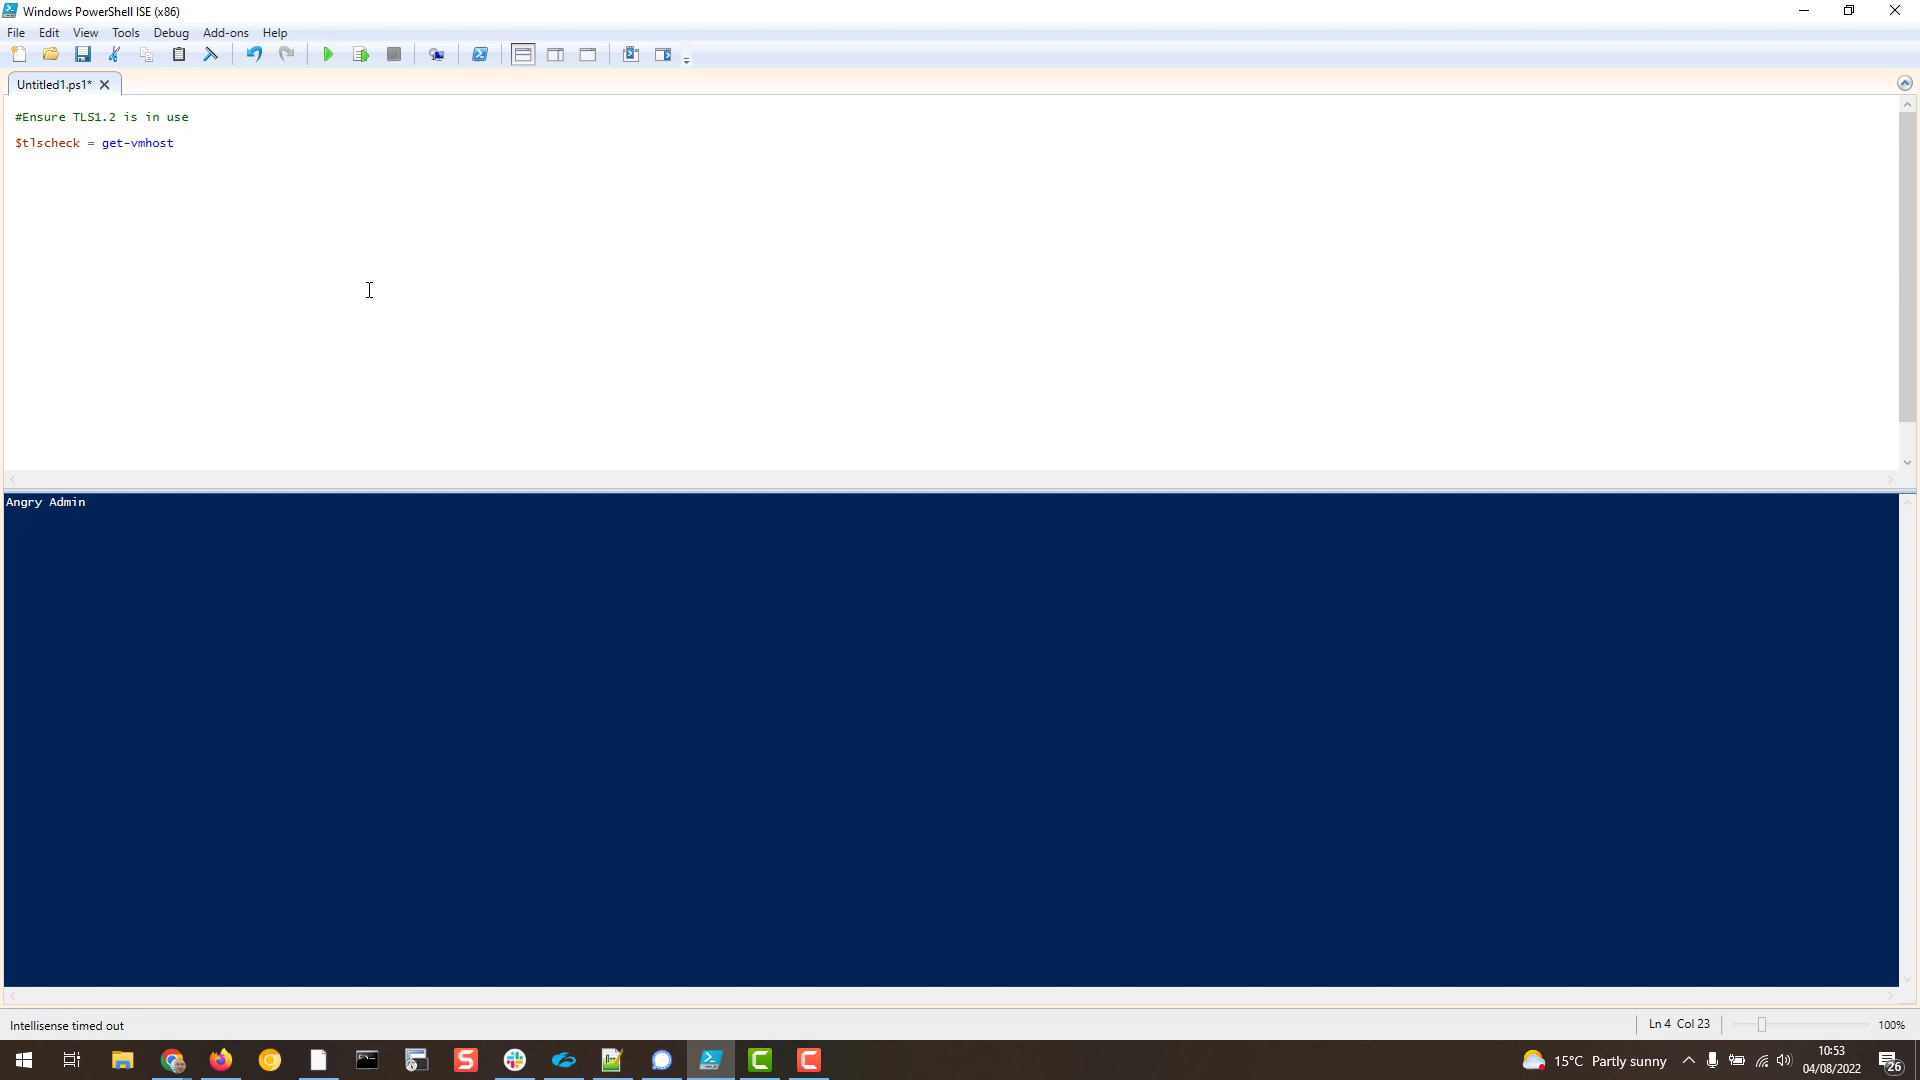 Windows PowerShell ISE (x86)
File Edit View Tools Debug Add-ons Help
Untitled1.ps1*
#Ensure TLS1.2 is in use
$tlscheck = get-vmhost
Angry Admin
Intellisense timed out
Ln 4 Col 23
100%
15°C Partly sunny
10:53
04/08/2022
26